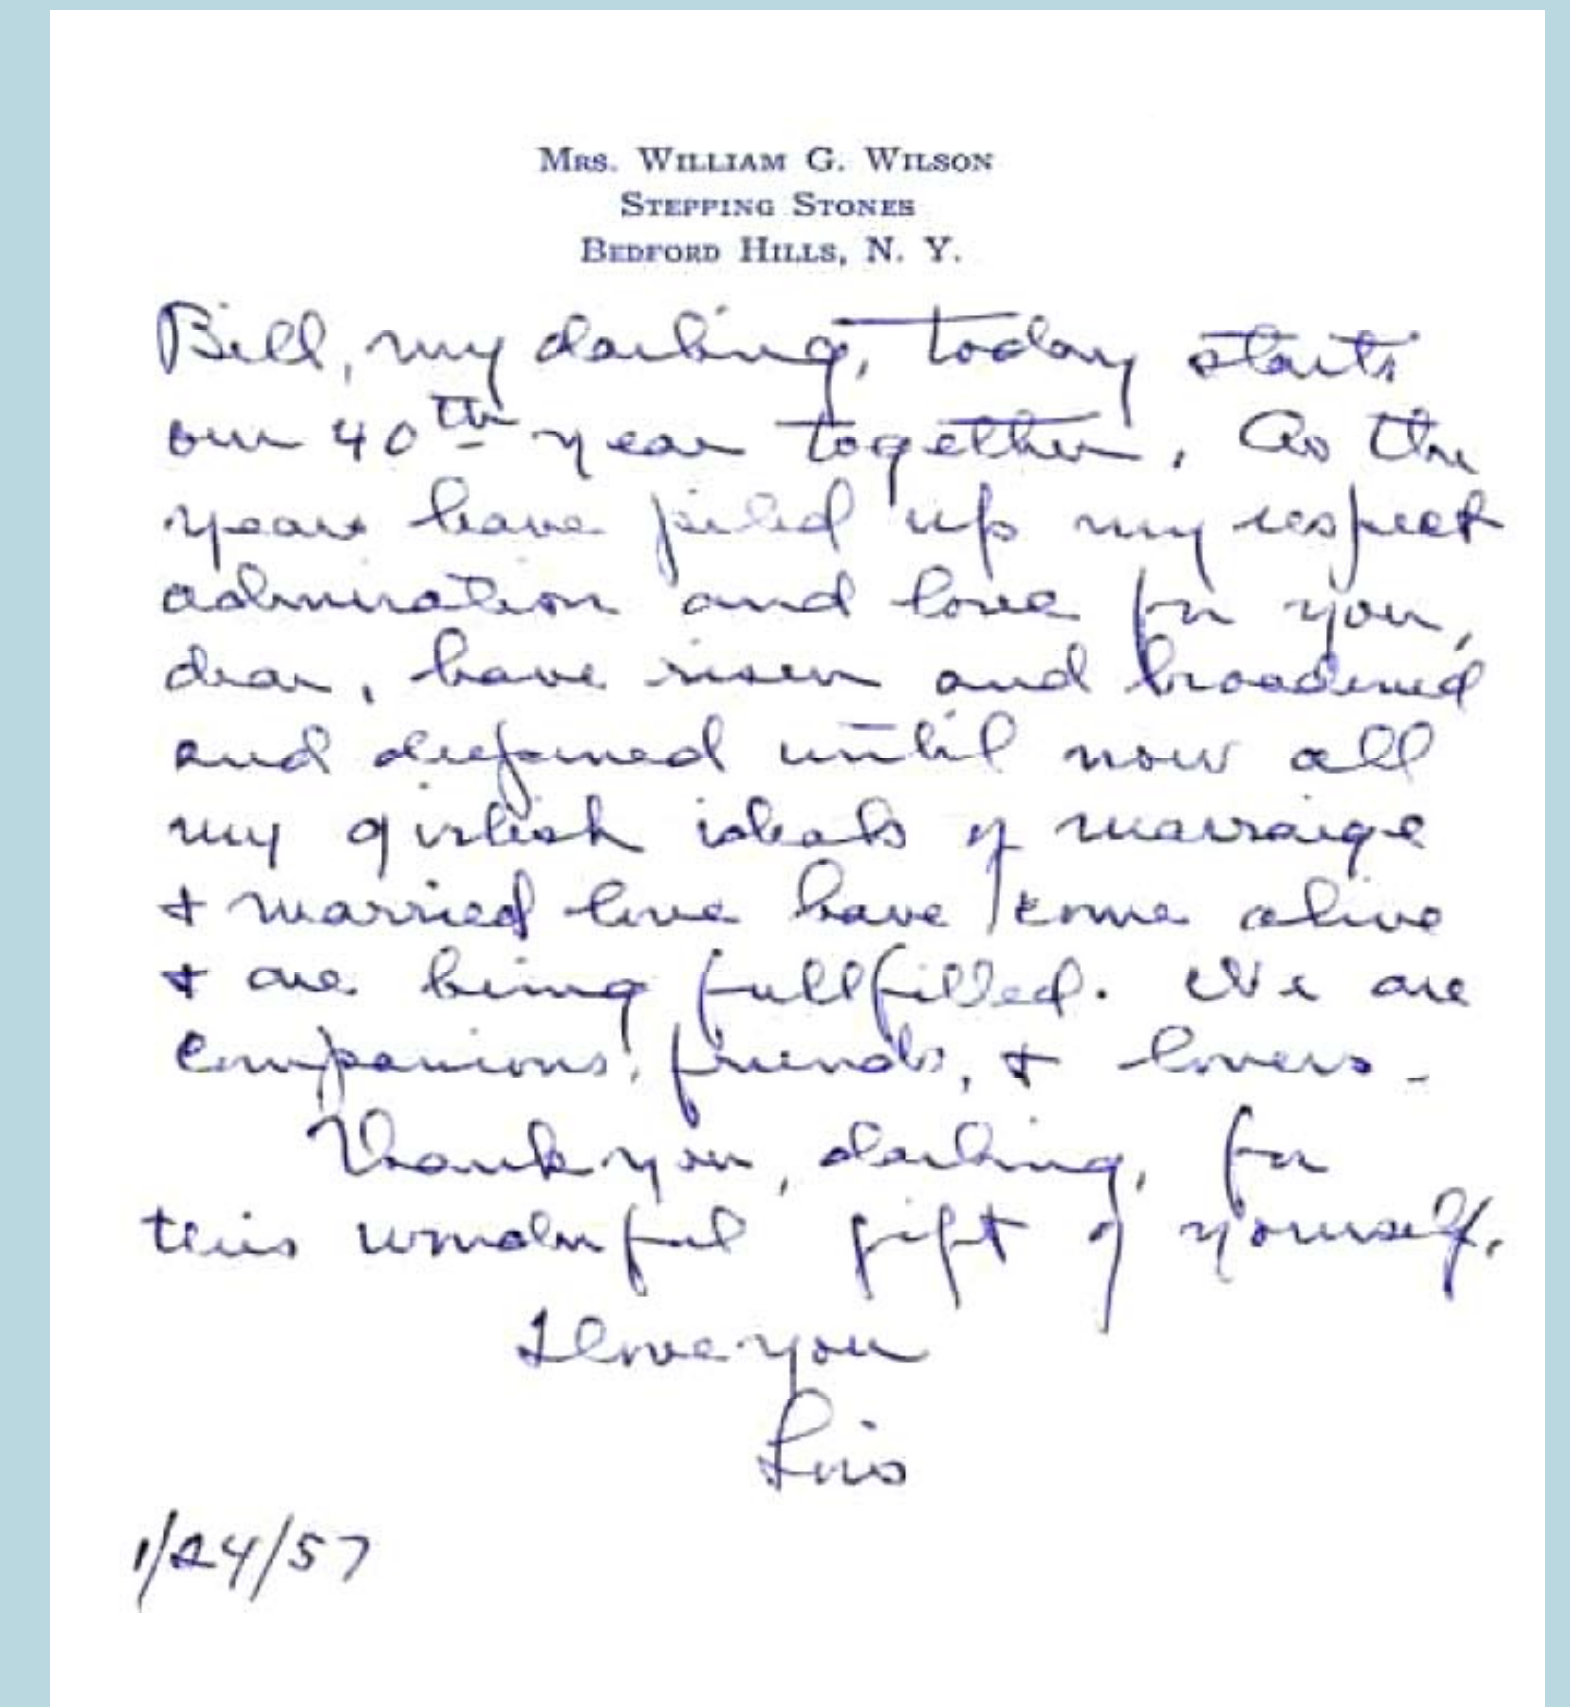 MRS. WILLIAM G. WILSON
STEPPING STONES
BEDFORD HILLS, N. Y.
Bill, my darling, today starts
our 40th year together. As the
years have piled up my respect
admiration and love for you,
dear, have risen and broadened
and deepened until now all
my girlish ideals of marraige
+ married love have come alive
+ are being fullfilled. We are
companions, friends, + lovers -
Thank you, darling, for
this wonderful gift of yourself.
I love you
Lois
1/24/57